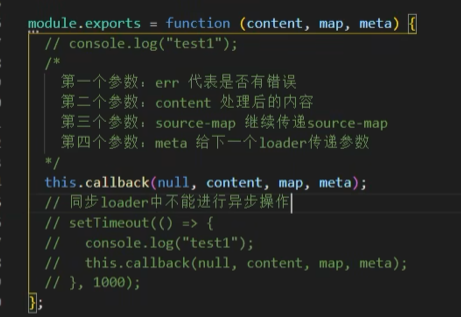 module.exports = function (content, map, meta) {
// console.log("test1");
/*
第一个参数：err 代表是否有错误
第二个参数：content 处理后的内容
第三个参数：source-map 继续传递source-map
第四个参数：meta 给下一个loader传递参数
*/
this.callback(null, content, map, meta);
// 同步loader中不能进行异步操作
// setTimeout(() => {
//   console.log("test1");
//   this.callback(null, content, map, meta);
// }, 1000);
};